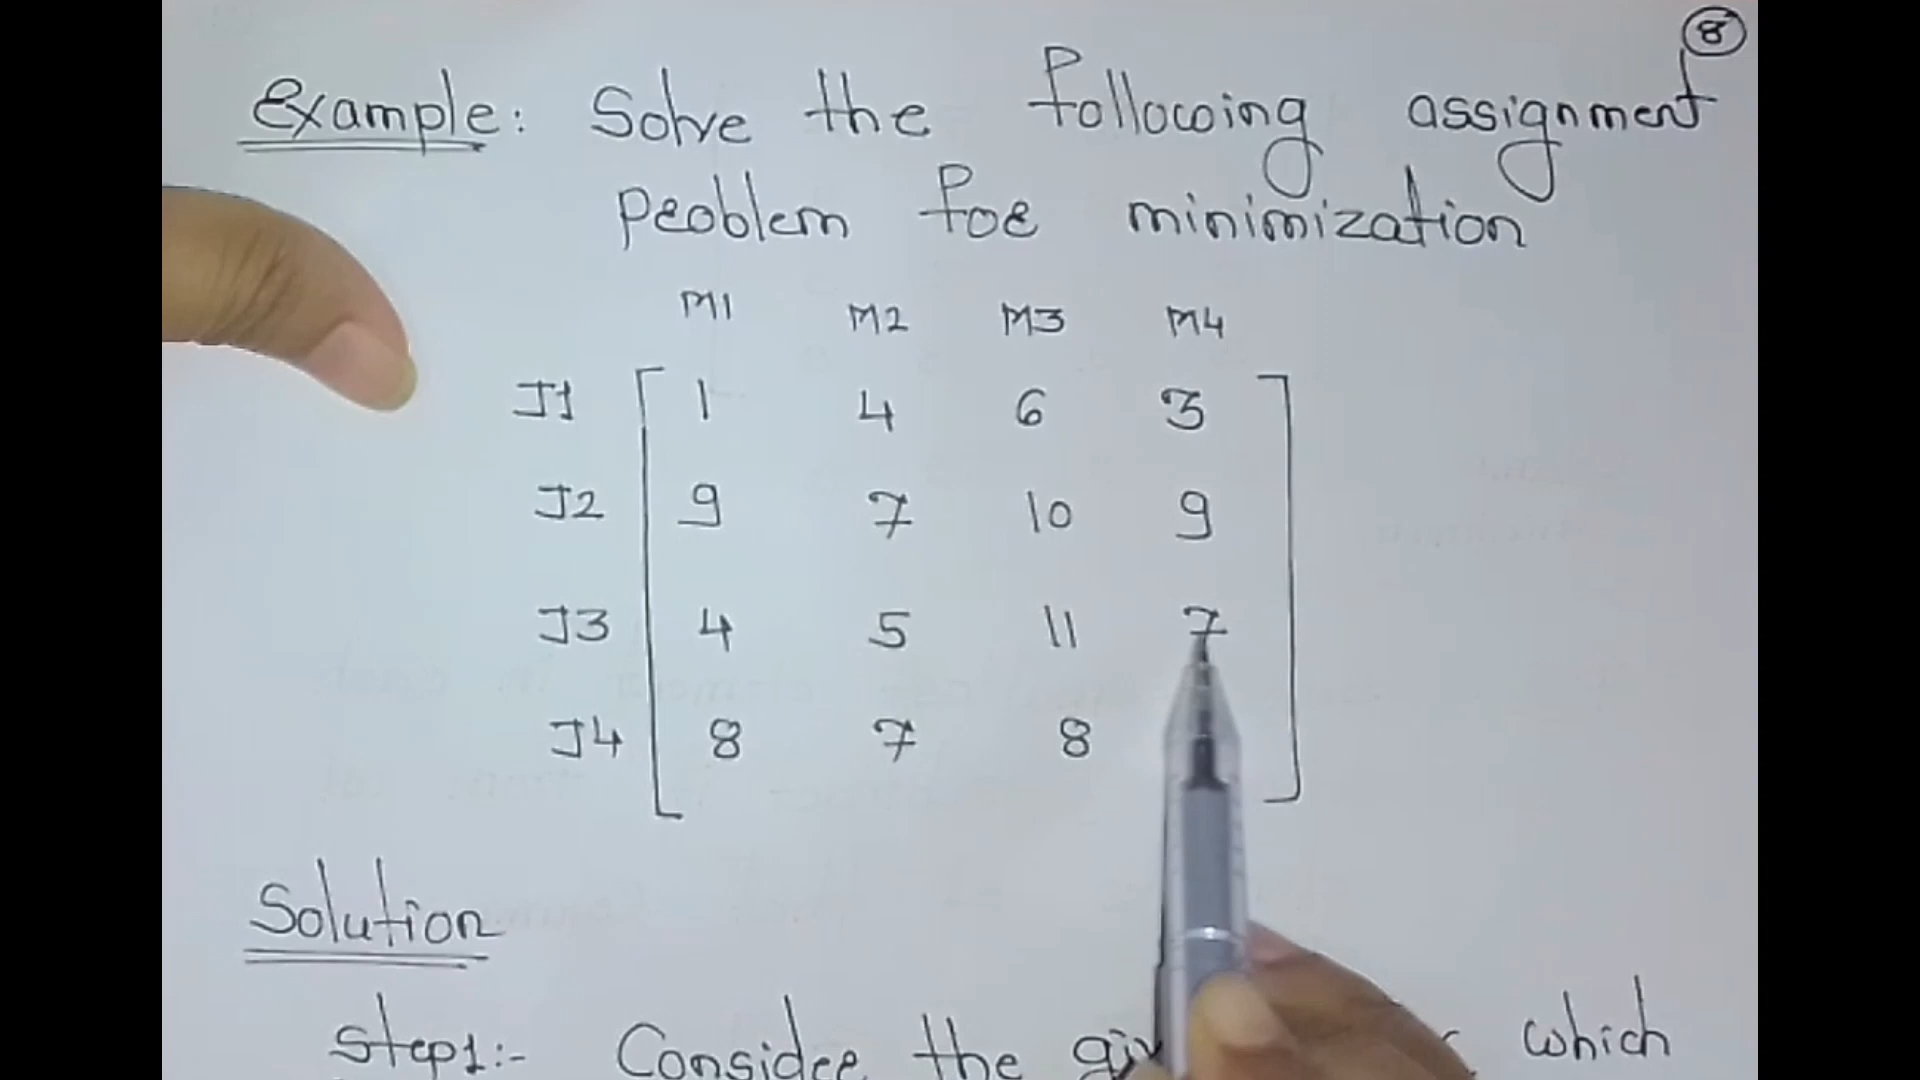 8
Example: Solve the following assignment
problem for minimization
M1 M2 M3 M4
J1 1 4 6 3
J2 9 7 10 9
J3 4 5 11 7
J4 8 7 8
Solution
Step1:- Consider the which